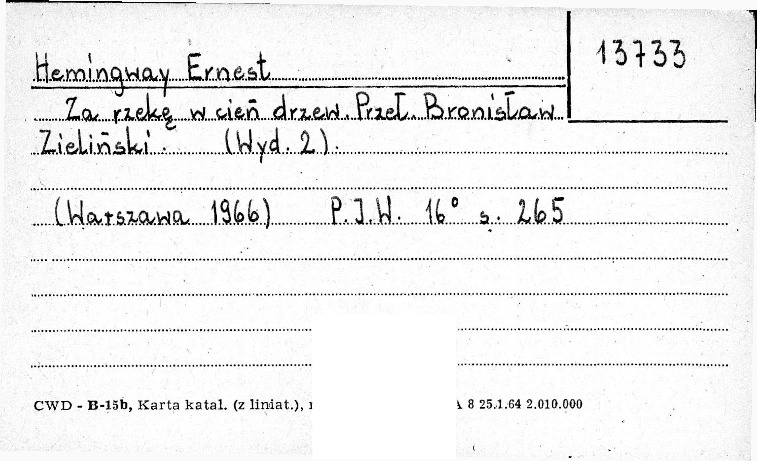 13733
Hemingway Ernest
Za rzekę w cień drzew. Przeł. Bronisław
Zieliński. (Wyd. 2).
(Warszawa 1966) P.I.W. 16° s. 265
CWD - B-15b, Karta katal. (z liniat.), 8 25.1.64 2.010.000